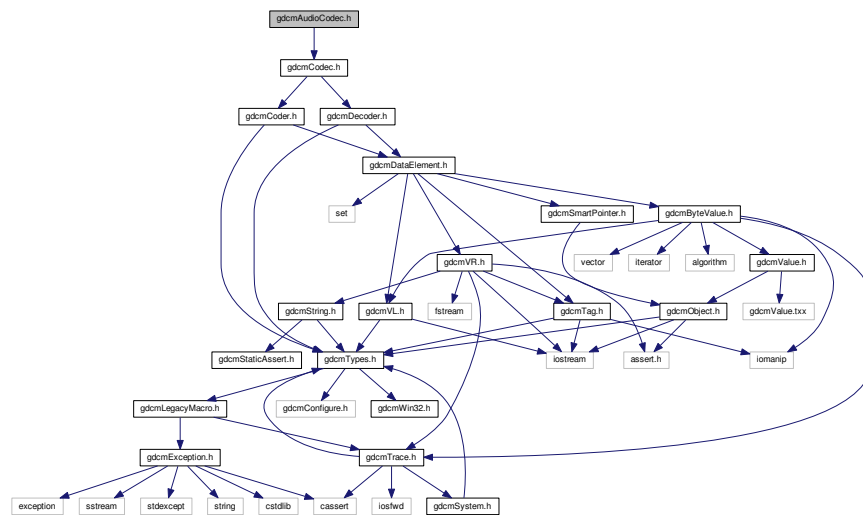 gdcmAudioCodec.h
gdcmCodec.h
gdcmCoder.h
gdcmDecoder.h
gdcmDataElement.h
set
gdcmSmartPointer.h
gdcmByteValue.h
gdcmVR.h
vector
iterator
algorithm
gdcmValue.h
gdcmString.h
gdcmVL.h
fstream
gdcmTag.h
gdcmObject.h
gdcmValue.txx
gdcmStaticAssert.h
gdcmTypes.h
iostream
assert.h
iomanip
gdcmLegacyMacro.h
gdcmConfigure.h
gdcmWin32.h
gdcmException.h
gdcmTrace.h
exception
sstream
stdexcept
string
cstdlib
cassert
iosfwd
gdcmSystem.h